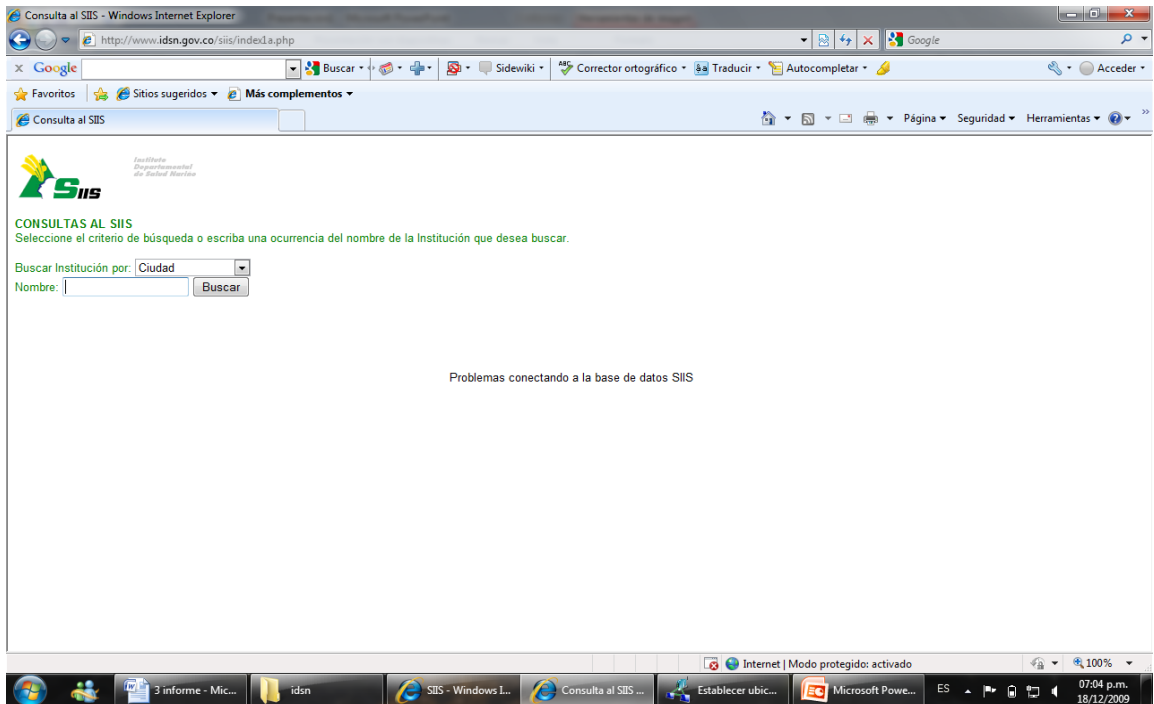 Consulta al SIIS - Windows Internet Explorer
http://www.idsn.gov.co/siis/index1a.php
Google
x Google Buscar Sidewiki ABC Corrector ortográfico aあ Traducir Autocompletar Acceder
Favoritos Sitios sugeridos Más complementos
Consulta al SIIS Página Seguridad Herramientas
Instituto
Departamental
de Salud Nariño
SIIS
CONSULTAS AL SIIS
Seleccione el criterio de búsqueda o escriba una ocurrencia del nombre de la Institución que desea buscar.
Buscar Institución por: Ciudad
Nombre: Buscar
Problemas conectando a la base de datos SIIS
Internet | Modo protegido: activado 100%
3 informe - Mic... idsn SIIS - Windows I... Consulta al SIIS ... Establecer ubic... Microsoft Powe... ES 07:04 p.m.
18/12/2009